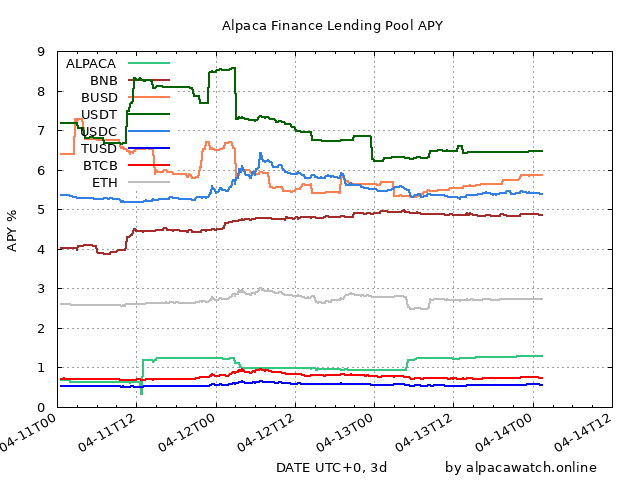 Alpaca Finance Lending Pool APY
9
8
7
6
5
4
3
2
1
0
APY %
ALPACA
BNB
BUSD
USDT
USDC
TUSD
BTCB
ETH
04-11T00
04-11T12
04-12T00
04-12T12
04-13T00
04-13T12
04-14T00
04-14T12
DATE UTC+0, 3d
by alpacawatch.online